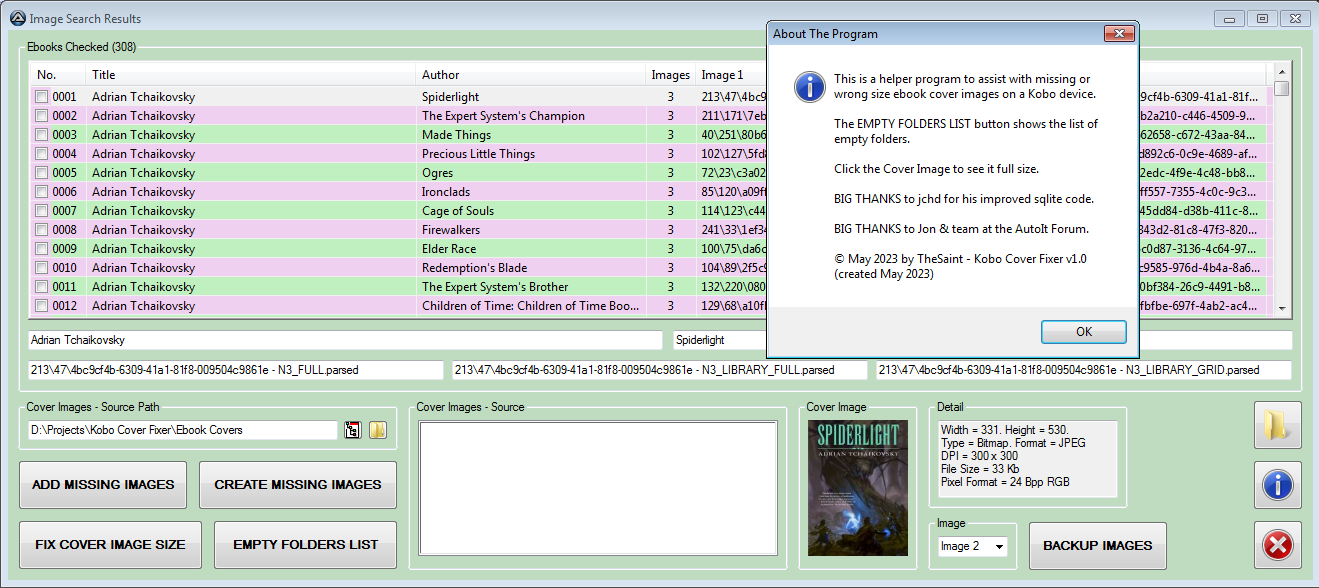 Image Search Results
Ebooks Checked (308)
No. Title Author Images Image 1
0001 Adrian Tchaikovsky Spiderlight 3 213\47\4bc9 9cf4b-6309-41a1-81f...
0002 Adrian Tchaikovsky The Expert System's Champion 3 211\171\7eb b2a210-c446-4509-9...
0003 Adrian Tchaikovsky Made Things 3 40\251\80b6 62658-c672-43aa-84...
0004 Adrian Tchaikovsky Precious Little Things 3 102\127\5fd8 d892c6-0c9e-4689-af...
0005 Adrian Tchaikovsky Ogres 3 72\23\c3a02 2edc-4f9e-4c48-bb8...
0006 Adrian Tchaikovsky Ironclads 3 85\120\a09ff ff557-7355-4c0c-9c3...
0007 Adrian Tchaikovsky Cage of Souls 3 114\123\c44 45dd84-d38b-411c-8...
0008 Adrian Tchaikovsky Firewalkers 3 241\33\1ef34 343d2-81c8-47f3-820...
0009 Adrian Tchaikovsky Elder Race 3 100\75\da6c c0d87-3136-4c64-97...
0010 Adrian Tchaikovsky Redemption's Blade 3 104\89\2f5c9 c9585-976d-4b4a-8a6...
0011 Adrian Tchaikovsky The Expert System's Brother 3 132\220\080 0bf384-26c9-4491-b8...
0012 Adrian Tchaikovsky Children of Time: Children of Time Boo... 3 129\68\a10fl fbfbe-697f-4ab2-ac4...
About The Program
This is a helper program to assist with missing or
wrong size ebook cover images on a Kobo device.
The EMPTY FOLDERS LIST button shows the list of
empty folders.
Click the Cover Image to see it full size.
BIG THANKS to jchd for his improved sqlite code.
BIG THANKS to Jon & team at the AutoIt Forum.
© May 2023 by TheSaint - Kobo Cover Fixer v1.0
(created May 2023)
OK
Adrian Tchaikovsky Spiderlight
213\47\4bc9cf4b-6309-41a1-81f8-009504c9861e - N3_FULL.parsed 213\47\4bc9cf4b-6309-41a1-81f8-009504c9861e - N3_LIBRARY_FULL.parsed 213\47\4bc9cf4b-6309-41a1-81f8-009504c9861e - N3_LIBRARY_GRID.parsed
Cover Images - Source Path
D:\Projects\Kobo Cover Fixer\Ebook Covers
ADD MISSING IMAGES CREATE MISSING IMAGES
FIX COVER IMAGE SIZE EMPTY FOLDERS LIST
Cover Images - Source
Cover Image
SPIDERLIGHT
ADRIAN TCHAIKOVSKY
Detail
Width = 331. Height = 530.
Type = Bitmap. Format = JPEG
DPI = 300 x 300
File Size = 33 Kb
Pixel Format = 24 Bpp RGB
Image
Image 2
BACKUP IMAGES